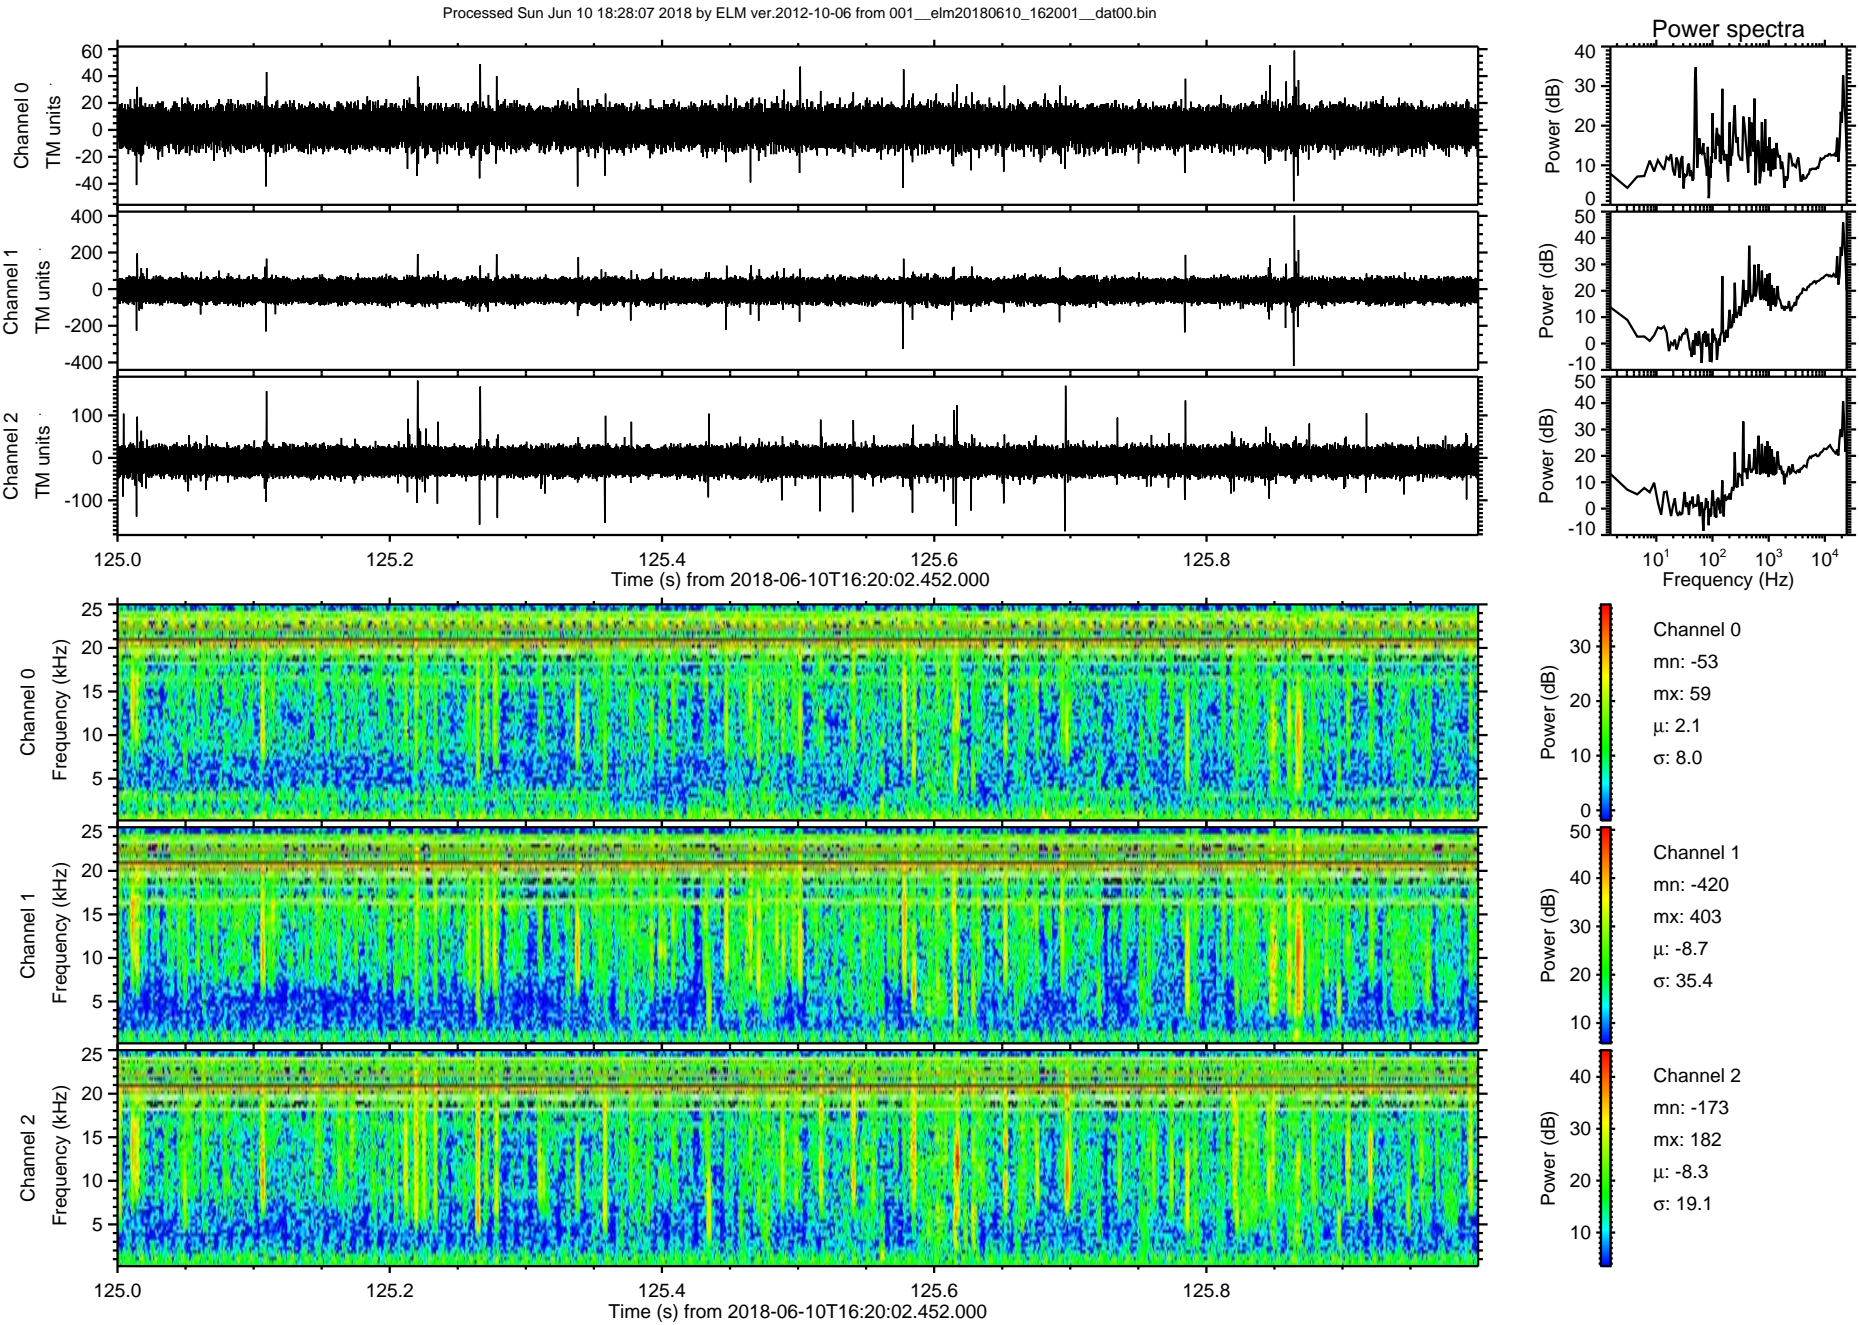 Processed Sun Jun 10 18:28:07 2018 by ELM ver.2012-10-06 from 001__elm20180610_162001__dat00.bin
Power spectra
Channel 0
TM units
60
40
20
0
-20
-40
Power (dB)
40
30
20
10
0
Channel 1
TM units
400
200
0
-200
-400
Power (dB)
50
40
30
20
10
0
-10
Channel 2
TM units
100
0
-100
Power (dB)
50
40
30
20
10
0
-10
125.0 125.2 125.4 125.6 125.8
Time (s) from 2018-06-10T16:20:02.452.000
10¹ 10² 10³ 10⁴
Frequency (Hz)
Channel 0
Frequency (kHz)
25
20
15
10
5
Power (dB)
30
20
10
0
Channel 0
mn: -53
mx: 59
μ: 2.1
σ: 8.0
Channel 1
Frequency (kHz)
25
20
15
10
5
Power (dB)
50
40
30
20
10
Channel 1
mn: -420
mx: 403
μ: -8.7
σ: 35.4
Channel 2
Frequency (kHz)
25
20
15
10
5
Power (dB)
40
30
20
10
Channel 2
mn: -173
mx: 182
μ: -8.3
σ: 19.1
125.0 125.2 125.4 125.6 125.8
Time (s) from 2018-06-10T16:20:02.452.000